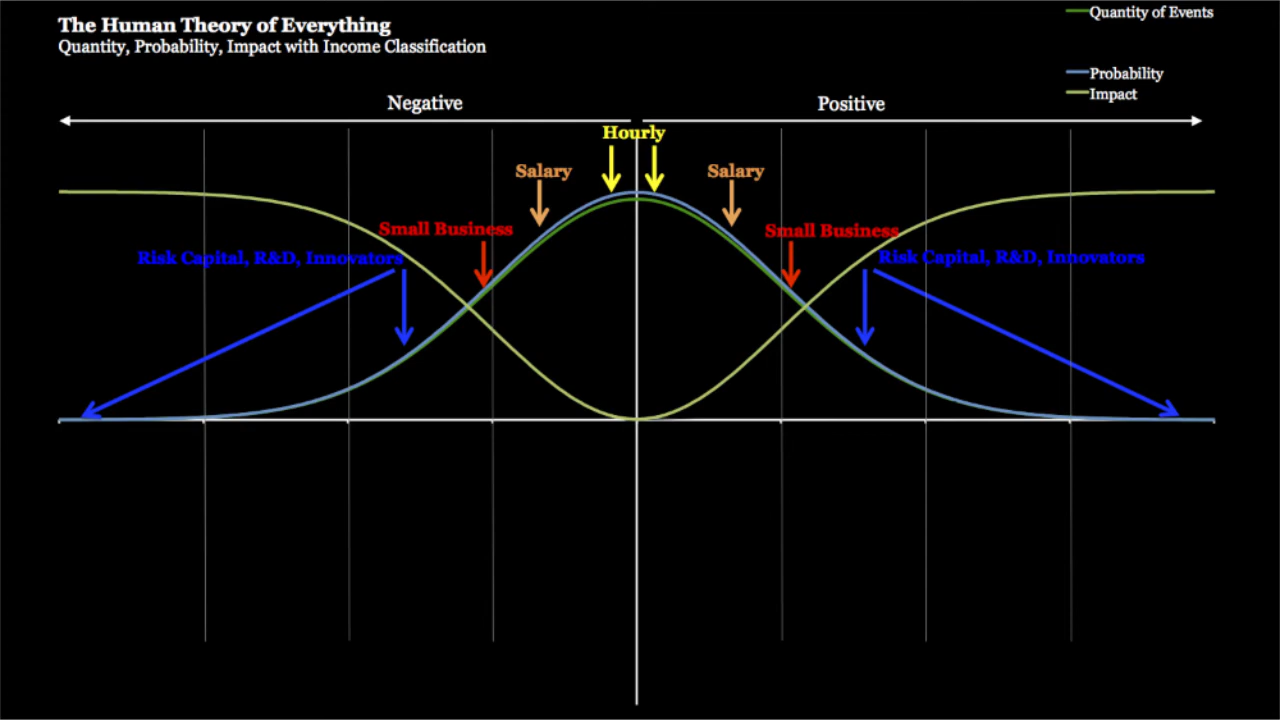 The Human Theory of Everything
Quantity, Probability, Impact with Income Classification
Quantity of Events
Probability
Impact
Negative
Positive
Hourly
Salary
Salary
Small Business
Small Business
Risk Capital, R&D, Innovators
Risk Capital, R&D, Innovators